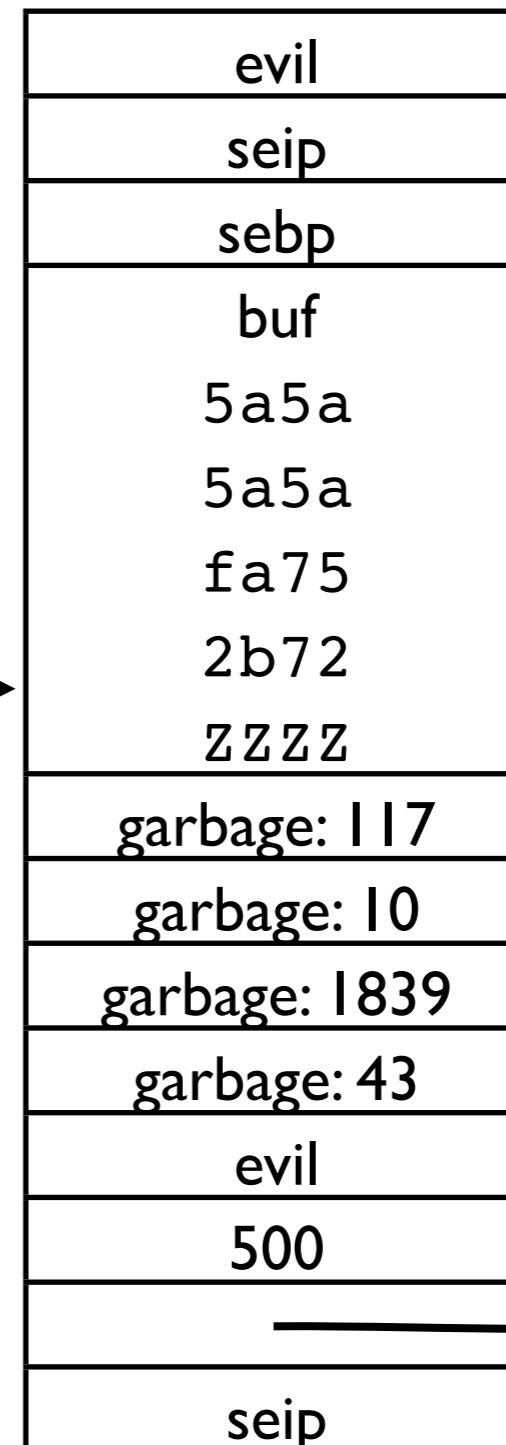 evil
seip
sebp
buf
5a5a
5a5a
fa75
2b72
ZZZZ
garbage: 117
garbage: 10
garbage: 1839
garbage: 43
evil
500
seip